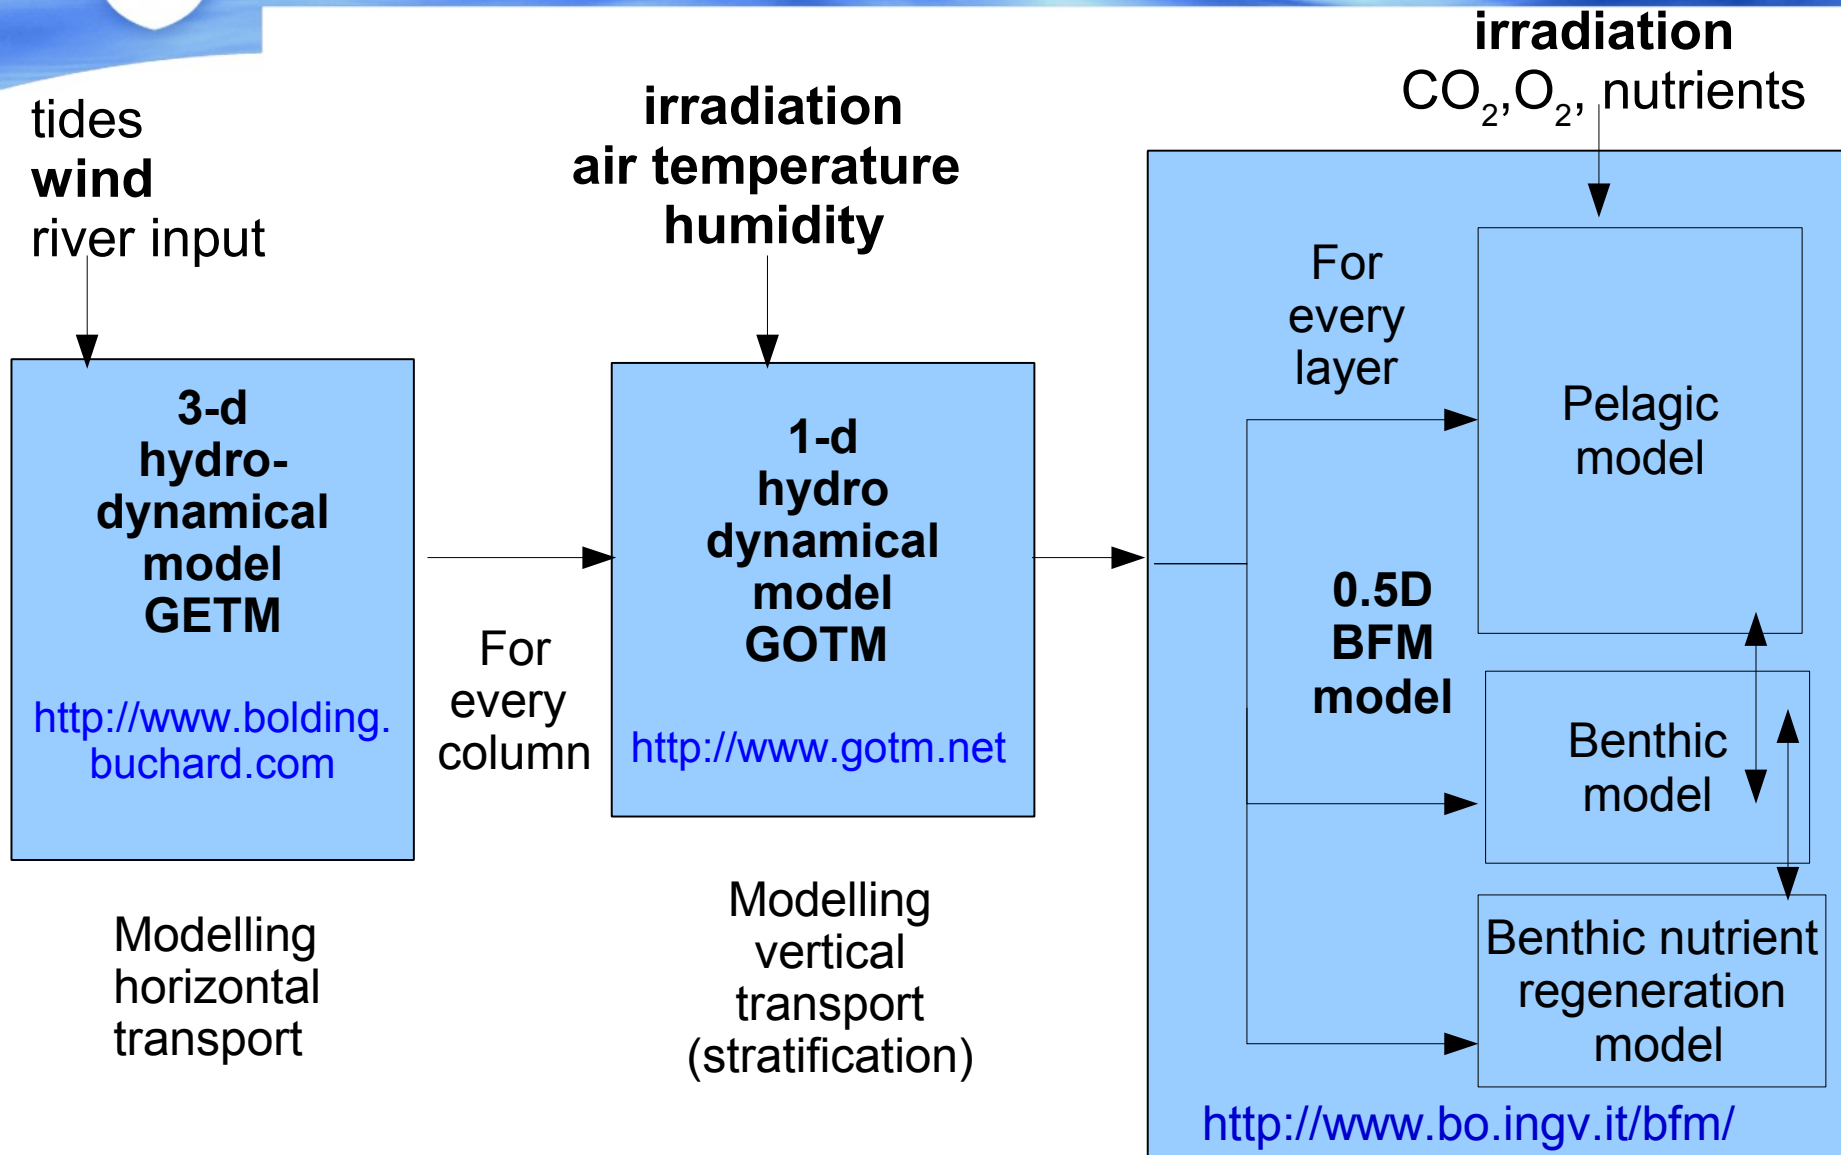 tides
wind
river input
3-d
hydro-
dynamical
model
GETM
http://www.bolding.
buchard.com
Modelling
horizontal
transport
For
every
column
irradiation
air temperature
humidity
1-d
hydro
dynamical
model
GOTM
http://www.gotm.net
Modelling
vertical
transport
(stratification)
irradiation
CO₂,O₂, nutrients
For
every
layer
Pelagic
model
0.5D
BFM
model
Benthic
model
Benthic nutrient
regeneration
model
http://www.bo.ingv.it/bfm/